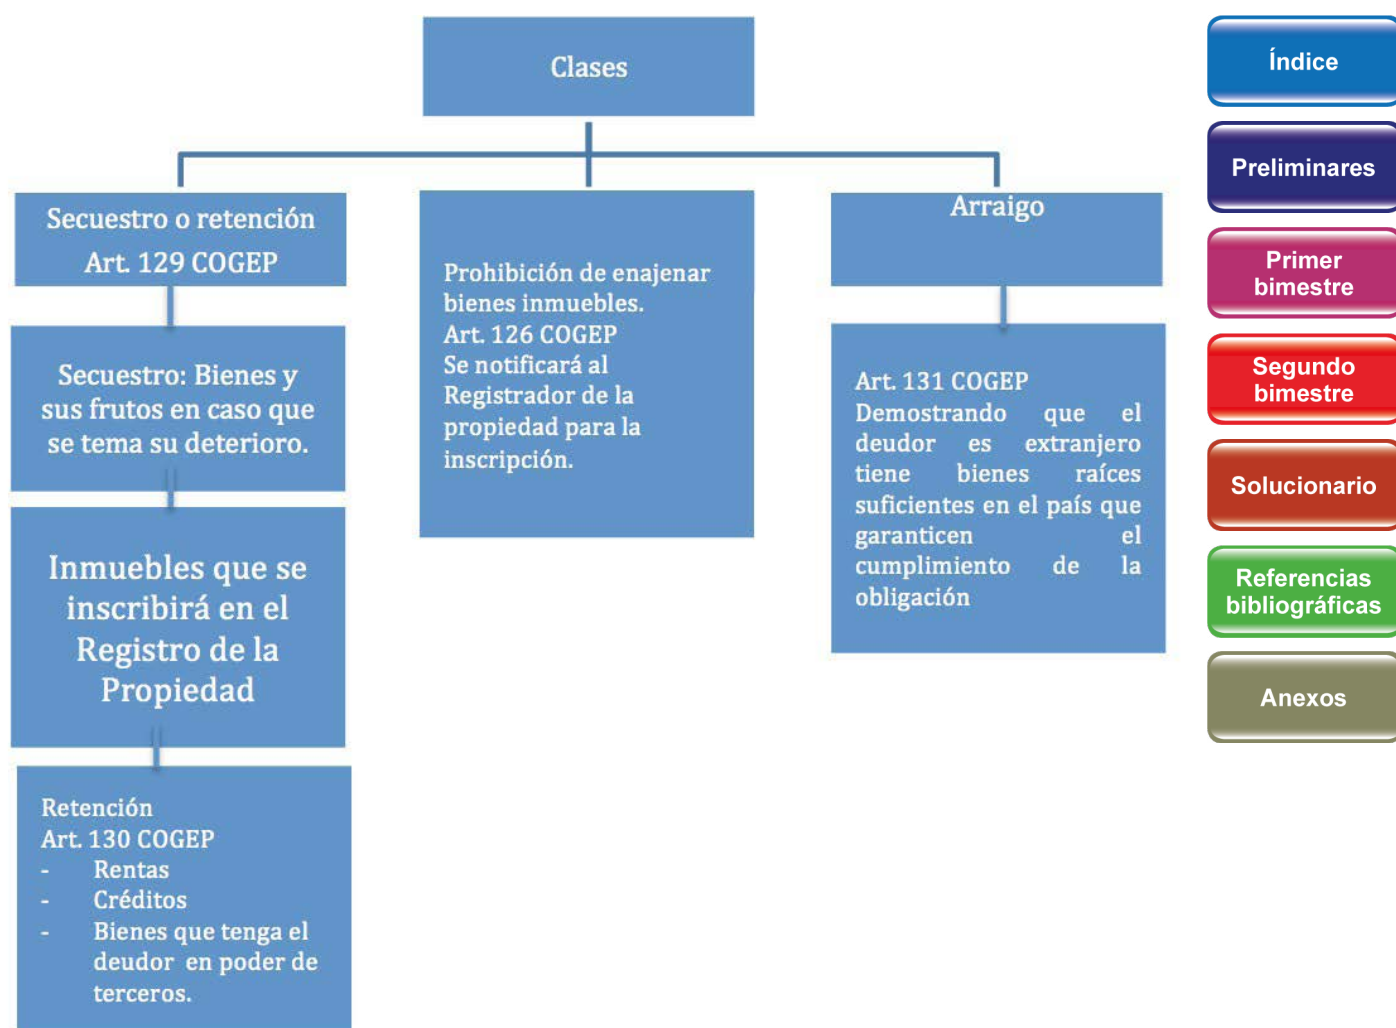 Clases
Secuestro o retención
Art. 129 COGEP
Secuestro: Bienes y
sus frutos en caso que
se tema su deterioro.
Inmuebles que se
inscribirá en el
Registro de la
Propiedad
Retención
Art. 130 COGEP
- Rentas
- Créditos
- Bienes que tenga el
deudor en poder de
terceros.
Prohibición de enajenar
bienes inmuebles.
Art. 126 COGEP
Se notificará al
Registrador de la
propiedad para la
inscripción.
Arraigo
Art. 131 COGEP
Demostrando que el
deudor es extranjero
tiene bienes raíces
suficientes en el país que
garanticen el
cumplimiento de la
obligación
Índice
Preliminares
Primer
bimestre
Segundo
bimestre
Solucionario
Referencias
bibliográficas
Anexos